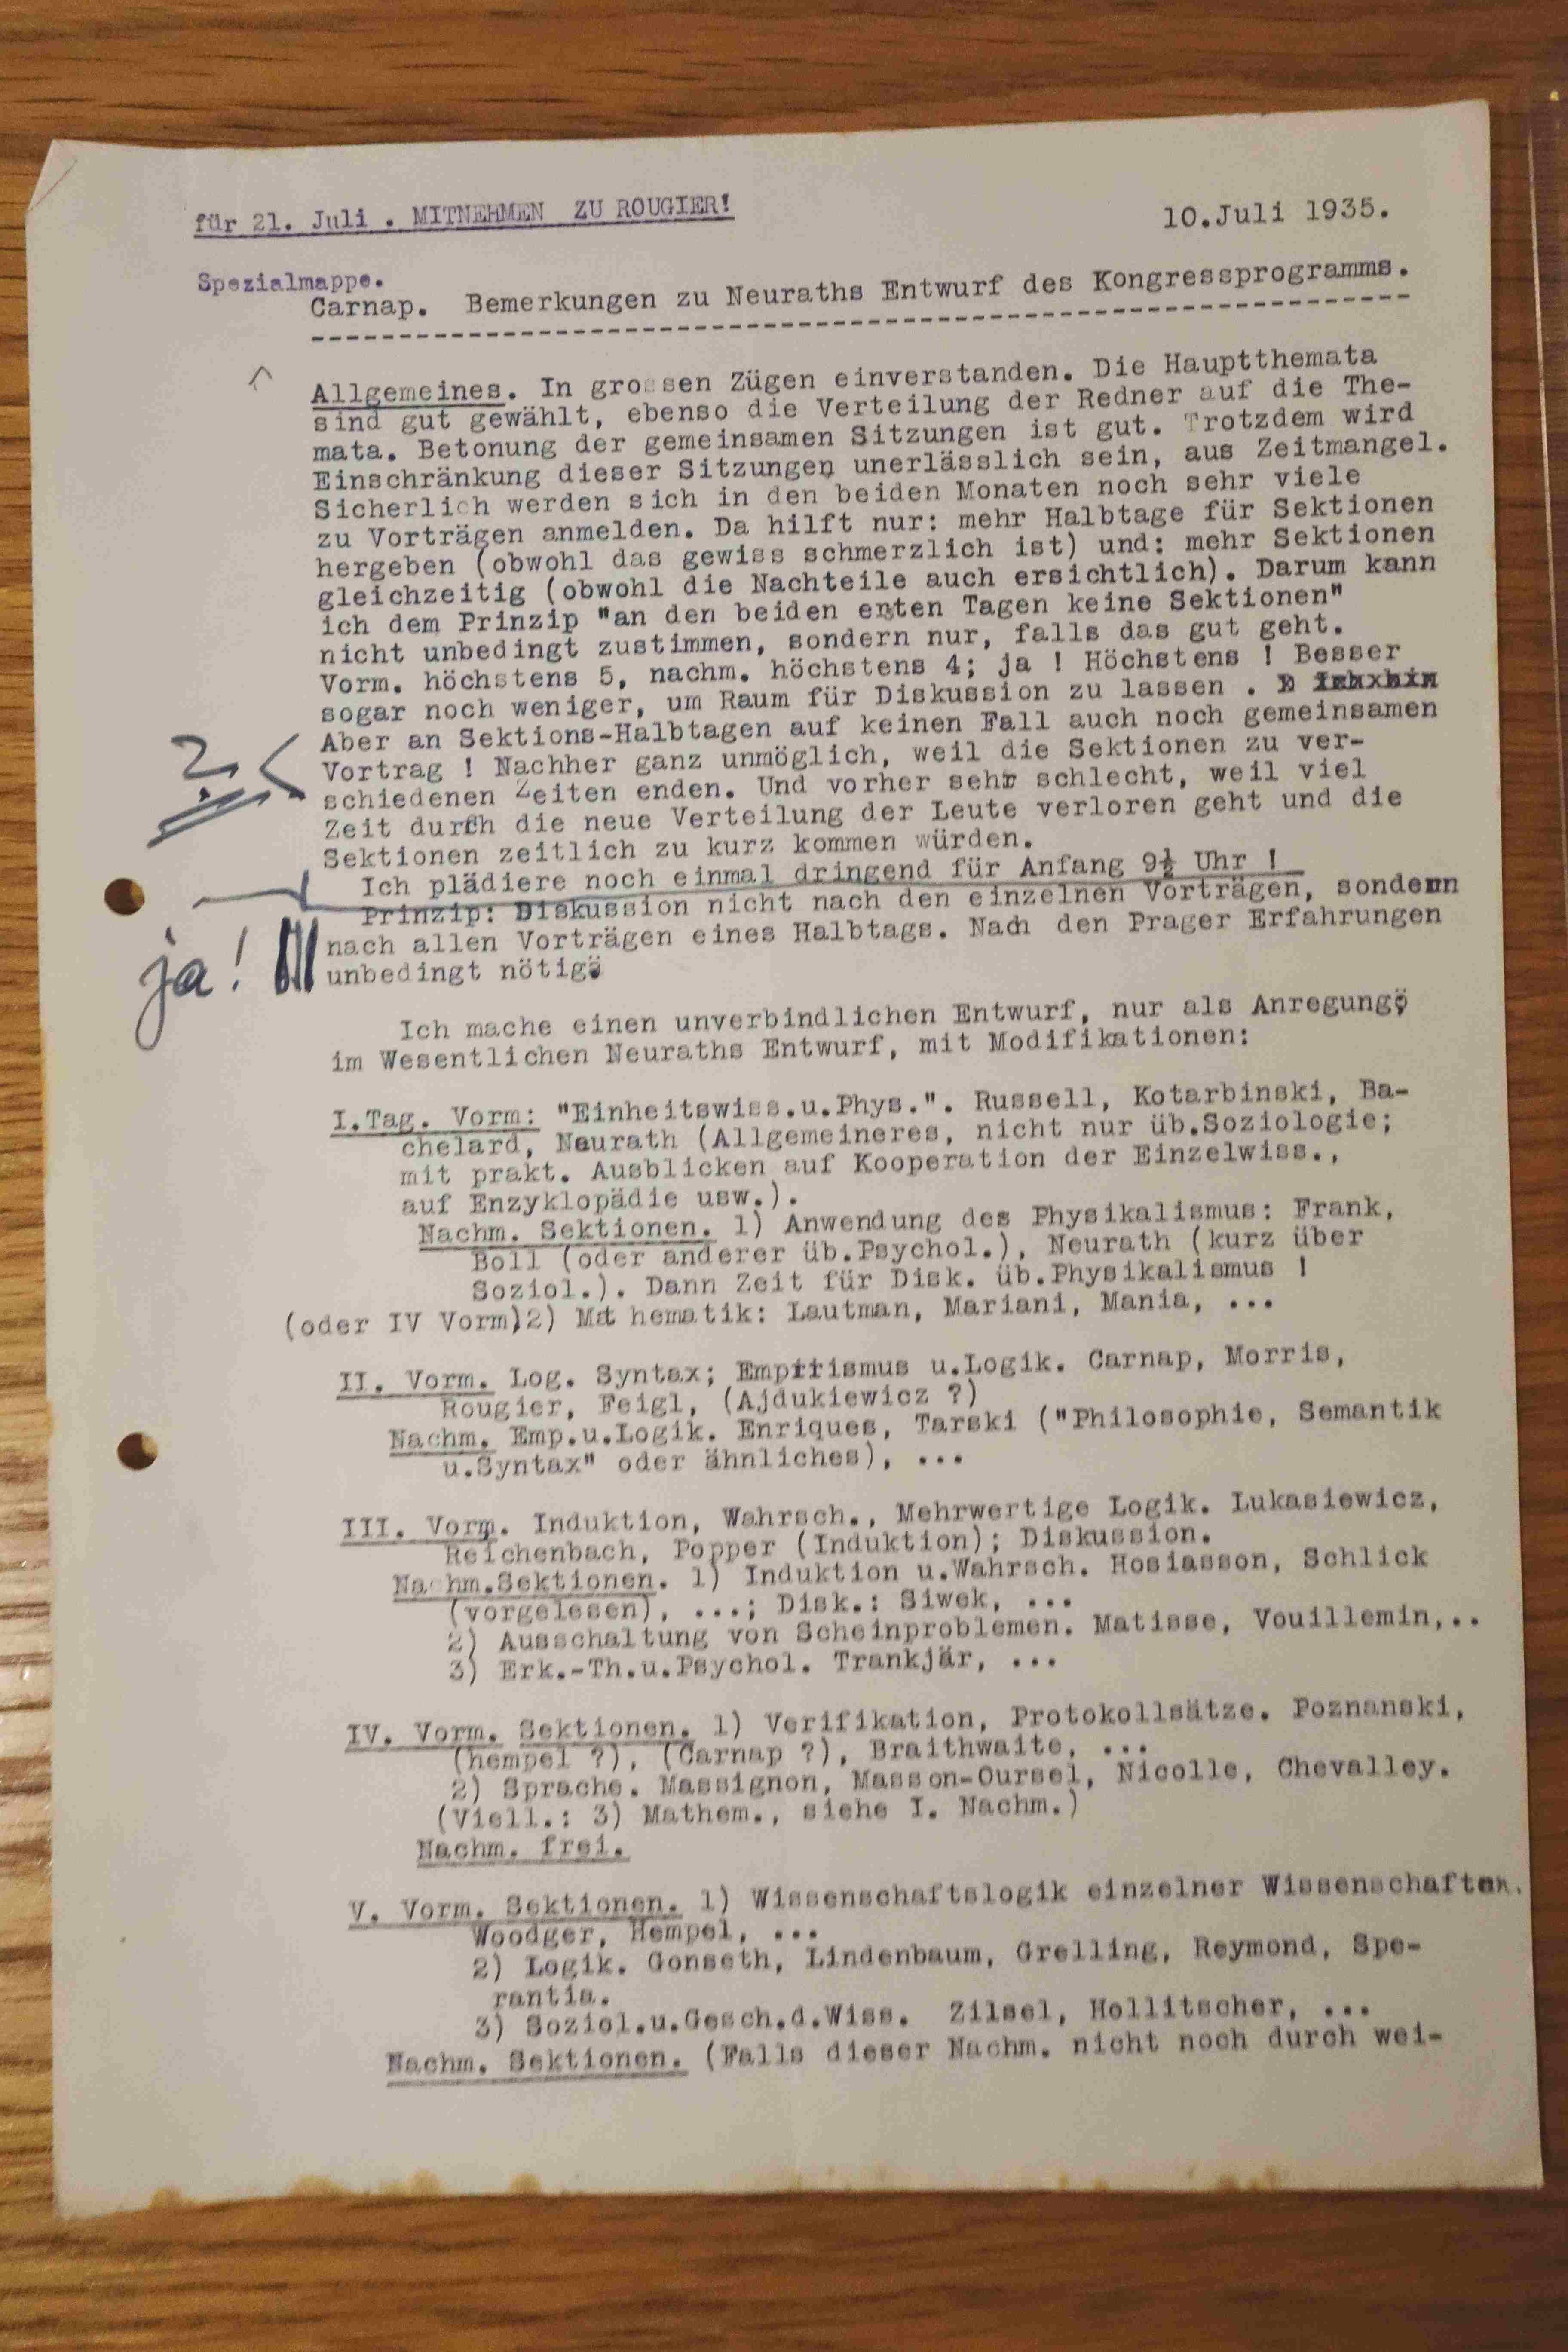 für 21. Juli . MITNEHMEN ZU ROUGIER!
10.Juli 1935.
Spezialmappe.
Carnap. Bemerkungen zu Neuraths Entwurf des Kongressprogramms.
Allgemeines. In grossen Zügen einverstanden. Die Hauptthemata
sind gut gewählt, ebenso die Verteilung der Redner auf die The-
mata. Betonung der gemeinsamen Sitzungen ist gut. Trotzdem wird
Einschränkung dieser Sitzungen unerlässlich sein, aus Zeitmangel.
Sicherlich werden sich in den beiden Monaten noch sehr viele
zu Vorträgen anmelden. Da hilft nur: mehr Halbtage für Sektionen
hergeben (obwohl das gewiss schmerzlich ist) und: mehr Sektionen
gleichzeitig (obwohl die Nachteile auch ersichtlich). Darum kann
ich dem Prinzip "an den beiden ersten Tagen keine Sektionen"
nicht unbedingt zustimmen, sondern nur, falls das gut geht.
Vorm. höchstens 5, nachm. höchstens 4; ja ! Höchstens ! Besser
sogar noch weniger, um Raum für Diskussion zu lassen .
Aber an Sektions-Halbtagen auf keinen Fall auch noch gemeinsamen
Vortrag ! Nachher ganz unmöglich, weil die Sektionen zu ver-
?
schiedenen Zeiten enden. Und vorher sehr schlecht, weil viel
Zeit durch die neue Verteilung der Leute verloren geht und die
Sektionen zeitlich zu kurz kommen würden.
Ich plädiere noch einmal dringend für Anfang 9½ Uhr !
Prinzip: Diskussion nicht nach den einzelnen Vorträgen, sondern
ja!
nach allen Vorträgen eines Halbtags. Nach den Prager Erfahrungen
unbedingt nötig.
Ich mache einen unverbindlichen Entwurf, nur als Anregung;
im Wesentlichen Neuraths Entwurf, mit Modifikationen:
I.Tag. Vorm: "Einheitswiss.u.Phys.". Russell, Kotarbinski, Ba-
chelard, Neurath (Allgemeineres, nicht nur üb.Soziologie;
mit prakt. Ausblicken auf Kooperation der Einzelwiss.,
auf Enzyklopädie usw.).
Nachm. Sektionen. 1) Anwendung des Physikalismus: Frank,
Boll (oder anderer üb.Psychol.), Neurath (kurz über
Soziol.). Dann Zeit für Disk. üb.Physikalismus !
(oder IV Vorm)2) Mathematik: Lautman, Mariani, Mania, ...
II. Vorm. Log. Syntax; Empirismus u.Logik. Carnap, Morris,
Rougier, Feigl, (Ajdukiewicz ?)
Nachm. Emp.u.Logik. Enriques, Tarski ("Philosophie, Semantik
u.Syntax" oder ähnliches), ...
III. Vorm. Induktion, Wahrsch., Mehrwertige Logik. Lukasiewicz,
Reichenbach, Popper (Induktion); Diskussion.
Nachm.Sektionen. 1) Induktion u.Wahrsch. Hosiasson, Schlick
(vorgelesen), ...; Disk.: Siwek, ...
2) Ausschaltung von Scheinproblemen. Matisse, Vouillemin,..
3) Erk.-Th.u.Psychol. Trankjär, ...
IV. Vorm. Sektionen. 1) Verifikation, Protokollsätze. Poznanski,
(hempel ?), (Carnap ?), Braithwaite, ...
2) Sprache. Massignon, Masson-Oursel, Nicolle, Chevalley.
(Viell.: 3) Mathem., siehe I. Nachm.)
Nachm. frei.
V. Vorm. Sektionen. 1) Wissenschaftslogik einzelner Wissenschaften.
Woodger, Hempel, ...
2) Logik. Gonseth, Lindenbaum, Grelling, Reymond, Spe-
rantia.
3) Soziol.u.Gesch.d.Wiss. Zilsel, Hollitscher, ...
Nachm. Sektionen. (Falls dieser Nachm. nicht noch durch wei-